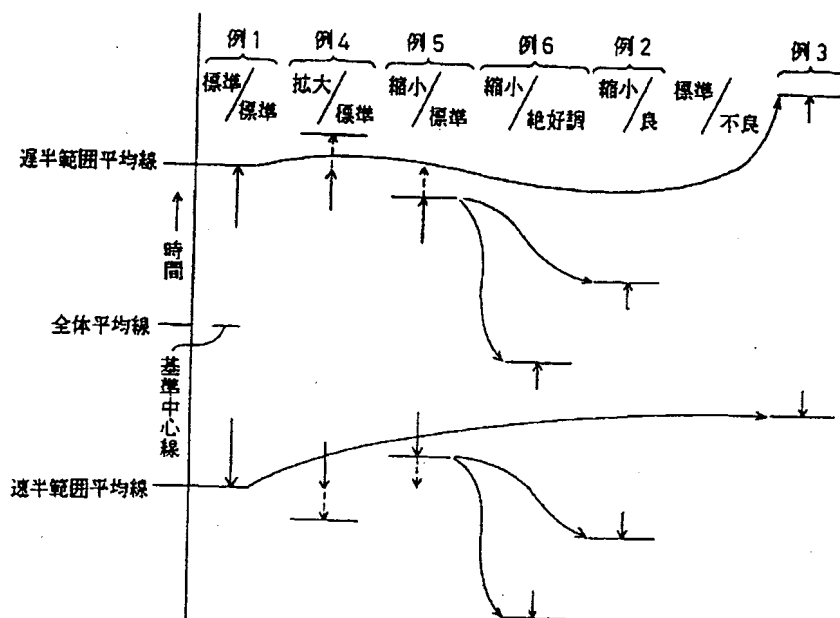 例1 例4 例5 例6 例2 例3
標準/標準 拡大/標準 縮小/標準 縮小/絶好調 縮小/良 標準/不良
遅半範囲平均線
時間
全体平均線
基準中心線
速半範囲平均線